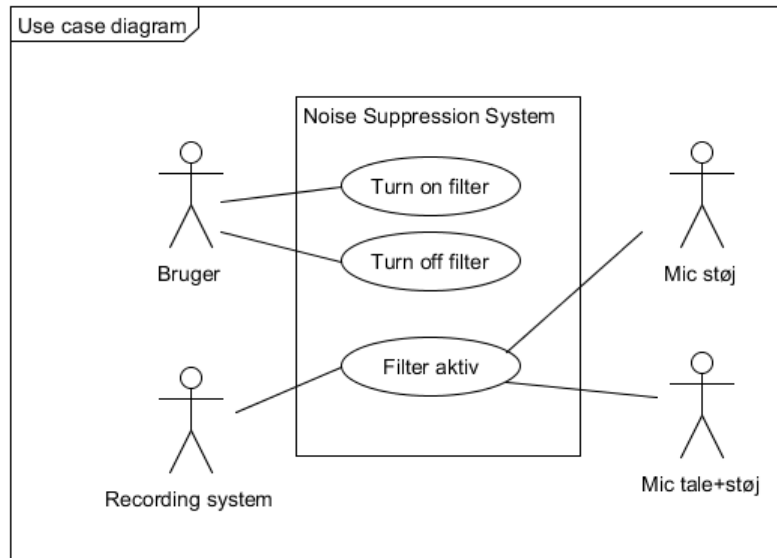 Use case diagram
Noise Suppression System
Turn on filter
Turn off filter
Bruger
Mic støj
Filter aktiv
Recording system
Mic tale+støj